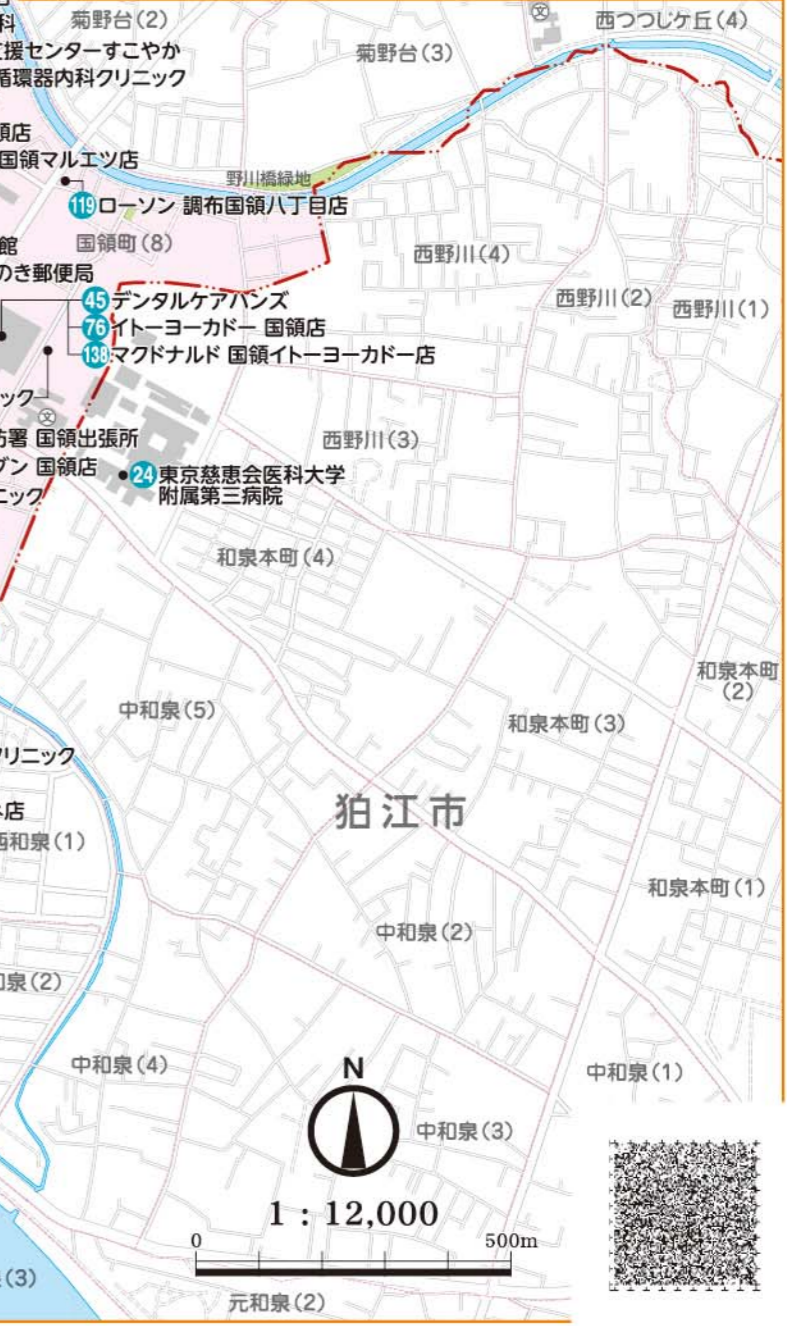 科
菊野台(2)
西つつじケ丘(4)
援センターすこやか
菊野台(3)
循環器内科クリニック
領店
国領マルエツ店
野川橋緑地
119 ローソン 調布国領八丁目店
館
国領町(8)
西野川(4)
のき郵便局
45 デンタルケアハンズ
西野川(2)
西野川(1)
76 イトーヨーカドー 国領店
138 マクドナルド 国領イトーヨーカドー店
ック
文
防署 国領出張所
西野川(3)
ブン 国領店
24 東京慈恵会医科大学
附属第三病院
ニック
和泉本町(4)
和泉本町
(2)
中和泉(5)
和泉本町(3)
クリニック
狛江市
店
西和泉(1)
和泉本町(1)
中和泉(2)
泉(2)
中和泉(4)
N
中和泉(1)
中和泉(3)
1 : 12,000
0
500m
(3)
元和泉(2)